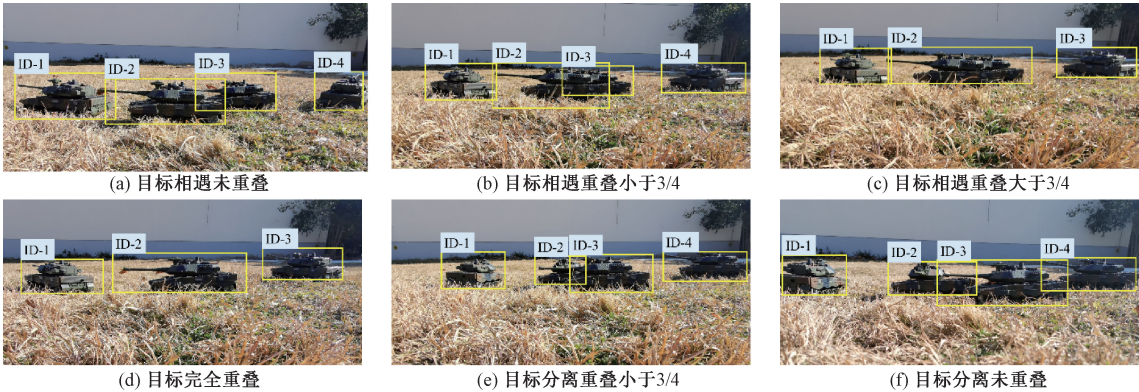 ID-1
ID-2
ID-3
ID-4
(a) 目标相遇未重叠
ID-1
ID-2
ID-3
ID-4
(b) 目标相遇重叠小于3/4
ID-1
ID-2
ID-3
(c) 目标相遇重叠大于3/4
ID-1
ID-2
ID-3
(d) 目标完全重叠
ID-1
ID-2
ID-3
ID-4
(e) 目标分离重叠小于3/4
ID-1
ID-2
ID-3
ID-4
(f) 目标分离未重叠